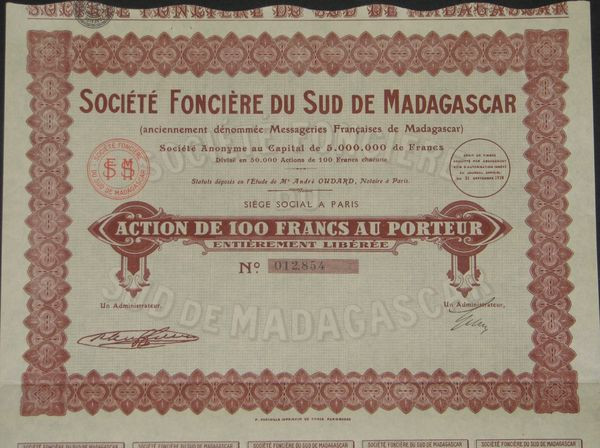 SOCIÉTÉ FONCIÈRE DU SUD DE MADAGASCAR
(anciennement dénommée Messageries Françaises de Madagascar)
Société Anonyme au Capital de 5.000.000 de Francs
Divisé en 50.000 Actions de 100 Francs chacune
SOCIÉTÉ FONCIÈRE
DU SUD DE MADAGASCAR
Statuts déposés en l'Étude de Me André OUDARD, Notaire à Paris.
SIÈGE SOCIAL A PARIS
ACTION DE 100 FRANCS AU PORTEUR
ENTIÈREMENT LIBÉRÉE
No. 012,854
SUD DE MADAGASCAR
Un Administrateur,
Un Administrateur,
SOCIÉTÉ FONCIÈRE DU SUD DE MADAGASCAR
SOCIÉTÉ FONCIÈRE DU SUD DE MADAGASCAR
SOCIÉTÉ FONCIÈRE DU SUD DE MADAGASCAR
SOCIÉTÉ FONCIÈRE DU SUD DE MADAGASCAR
SOCIÉTÉ FONCIÈRE DU SUD DE MADAGASCAR